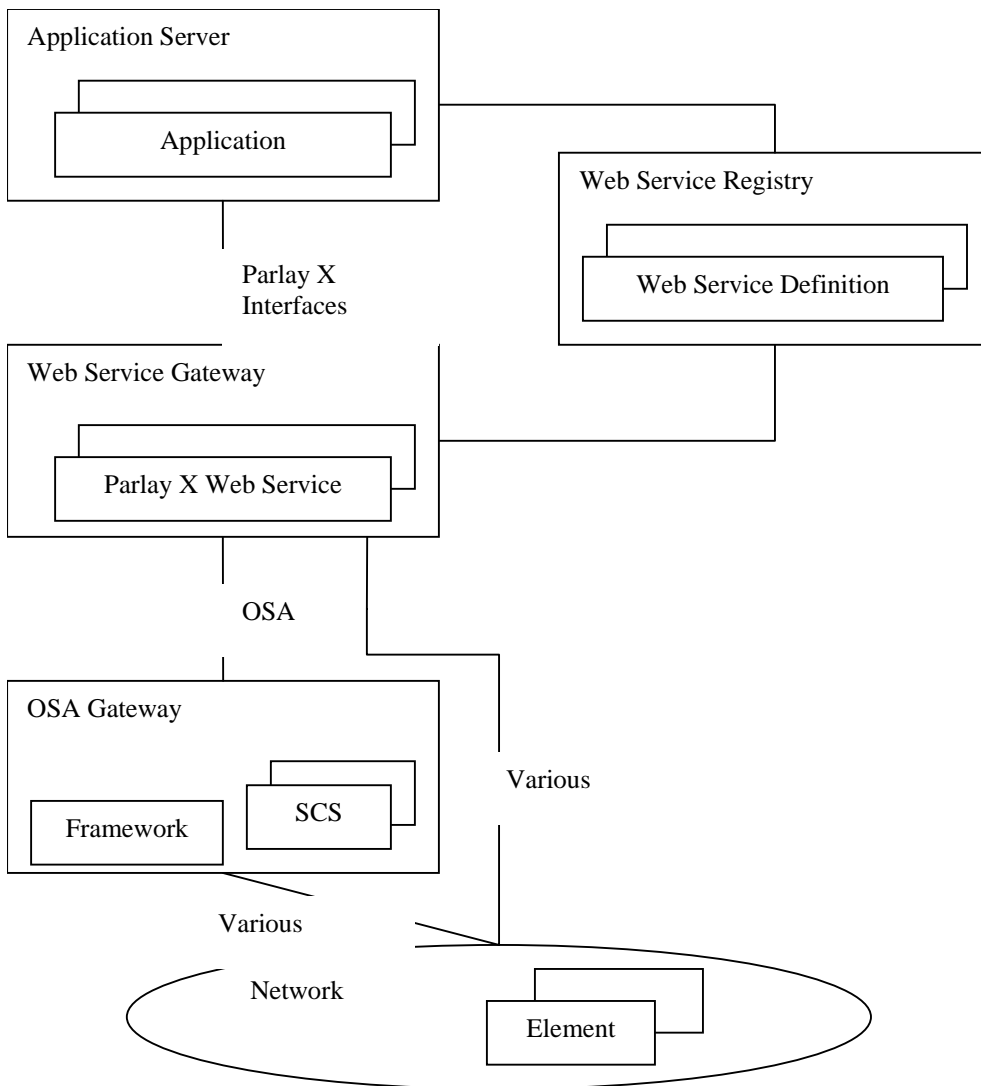 Application Server
Application
Web Service Registry
Web Service Definition
Parlay X
Interfaces
Web Service Gateway
Parlay X Web Service
OSA
OSA Gateway
SCS
Framework
Various
Various
Network
Element